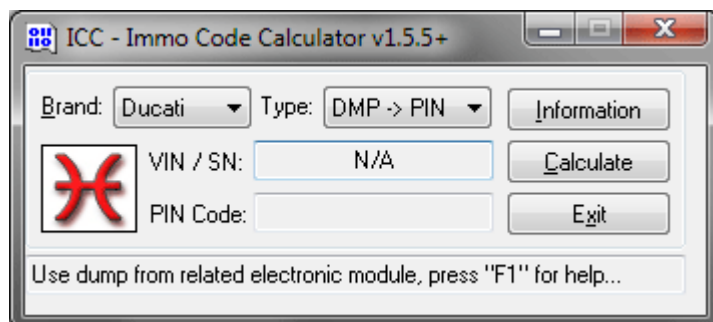 ICC - Immo Code Calculator v1.5.5+
Brand: Ducati Type: DMP -> PIN Information
VIN / SN: N/A Calculate
PIN Code: Exit
Use dump from related electronic module, press "F1" for help...